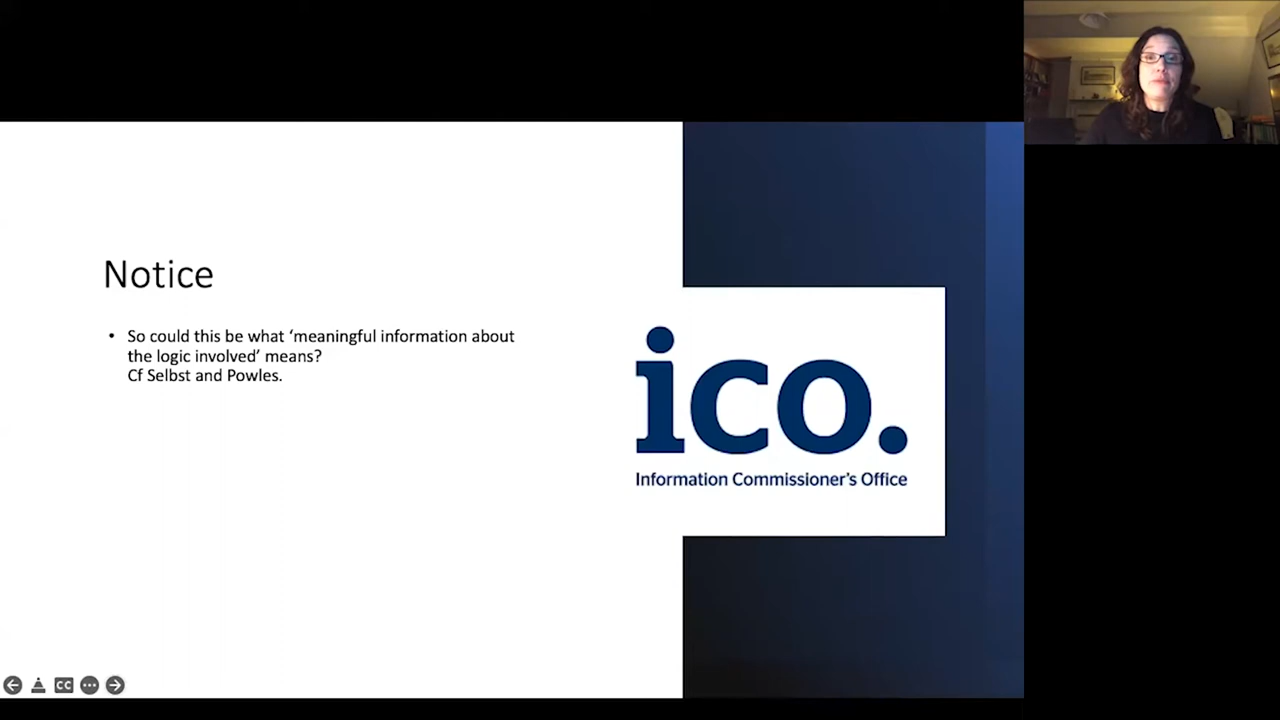 Notice
• So could this be what ‘meaningful information about
the logic involved’ means?
Cf Selbst and Powles.
ico.
Information Commissioner's Office
CC